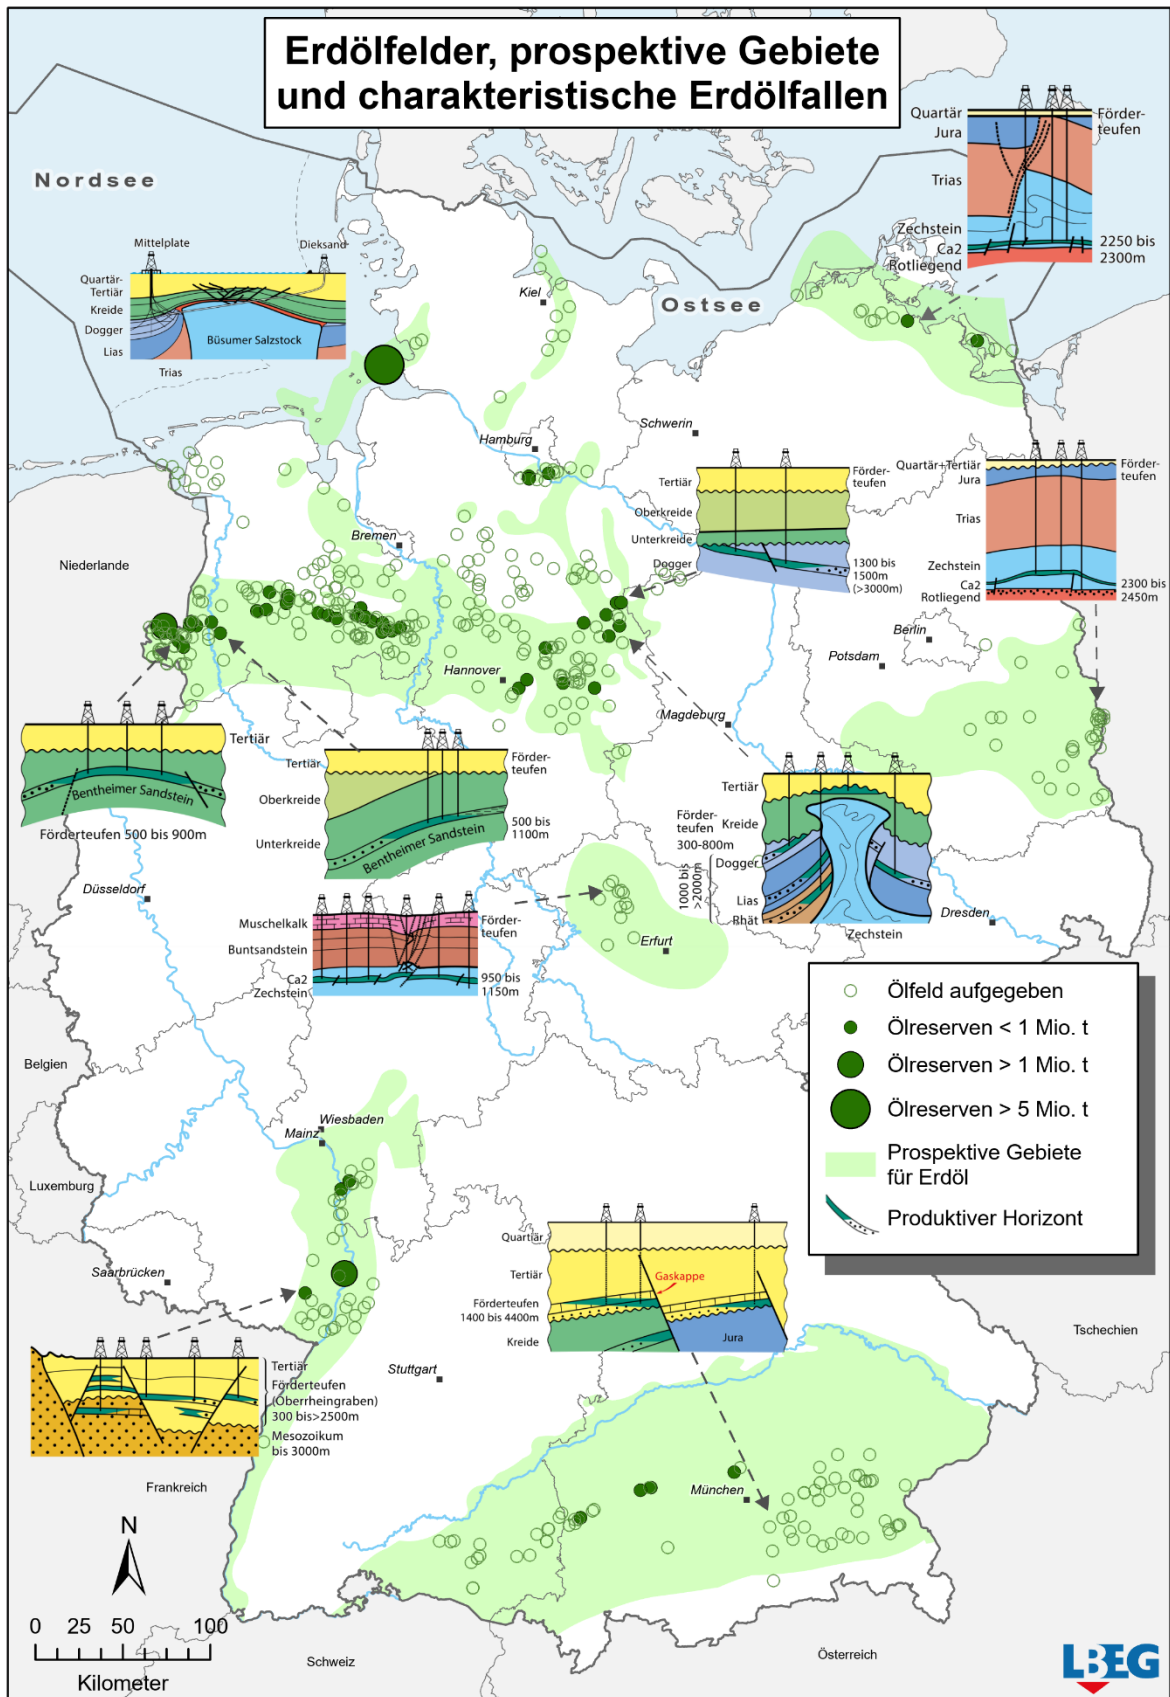 Erdölfelder, prospektive Gebiete
und charakteristische Erdölfallen
Nordsee
Ostsee
Quartär
Jura
Trias
Zechstein
Ca2
Rotliegend
Förder-
teufen
2250 bis
2300m
Mittelplate
Dieksand
Quartär-
Tertiär
Kreide
Dogger
Lias
Büsumer Salzstock
Trias
Kiel
Schwerin
Hamburg
Bremen
Niederlande
Hannover
Berlin
Potsdam
Magdeburg
Tertiär
Oberkreide
Unterkreide
Dogger
Förder-
teufen
1300 bis
1500m
(>3000m)
Quartär+Tertiär
Jura
Trias
Zechstein
Ca2
Rotliegend
Förder-
teufen
2300 bis
2450m
Tertiär
Bentheimer Sandstein
Förderteufen 500 bis 900m
Tertiär
Oberkreide
Unterkreide
Bentheimer Sandstein
Förder-
teufen
500 bis
1100m
Tertiär
Kreide
Förder-
teufen
300-800m
Dogger
1000 bis
>2000m
Lias
Rhät
Zechstein
Düsseldorf
Dresden
Muschelkalk
Buntsandstein
Ca2
Zechstein
Förder-
teufen
950 bis
1150m
Erfurt
Belgien
Luxemburg
Wiesbaden
Mainz
Saarbrücken
Stuttgart
München
Frankreich
Schweiz
Österreich
Tschechien
Ölfeld aufgegeben
Ölreserven < 1 Mio. t
Ölreserven > 1 Mio. t
Ölreserven > 5 Mio. t
Prospektive Gebiete
für Erdöl
Produktiver Horizont
Quartiär
Tertiär
Gaskappe
Förderteufen
1400 bis 4400m
Kreide
Jura
Tertiär
Förderteufen
(Oberrheingraben)
300 bis>2500m
Mesozoikum
bis 3000m
N
0 25 50 100
Kilometer
LBEG